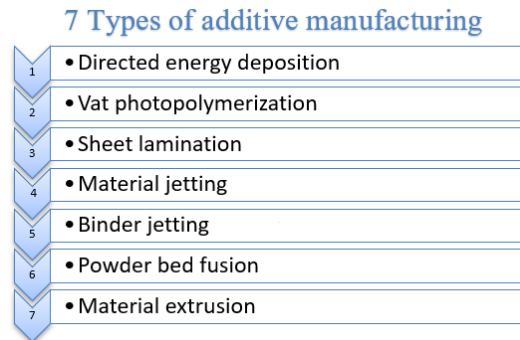 7 Types of additive manufacturing
1 • Directed energy deposition
2 • Vat photopolymerization
3 • Sheet lamination
4 • Material jetting
5 • Binder jetting
6 • Powder bed fusion
7 • Material extrusion